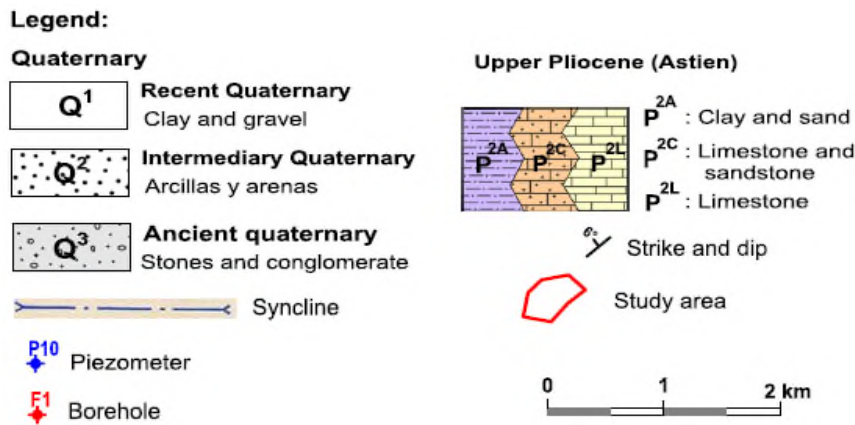 Legend:
Quaternary
Q1
Recent Quaternary
Clay and gravel
Q2
Intermediary Quaternary
Arcillas y arenas
Q3
Ancient quaternary
Stones and conglomerate
Syncline
P10
Piezometer
F1
Borehole
Upper Pliocene (Astien)
P2A P2C P2L
P2A : Clay and sand
P2C : Limestone and
sandstone
P2L : Limestone
6° Strike and dip
Study area
0 1 2 km